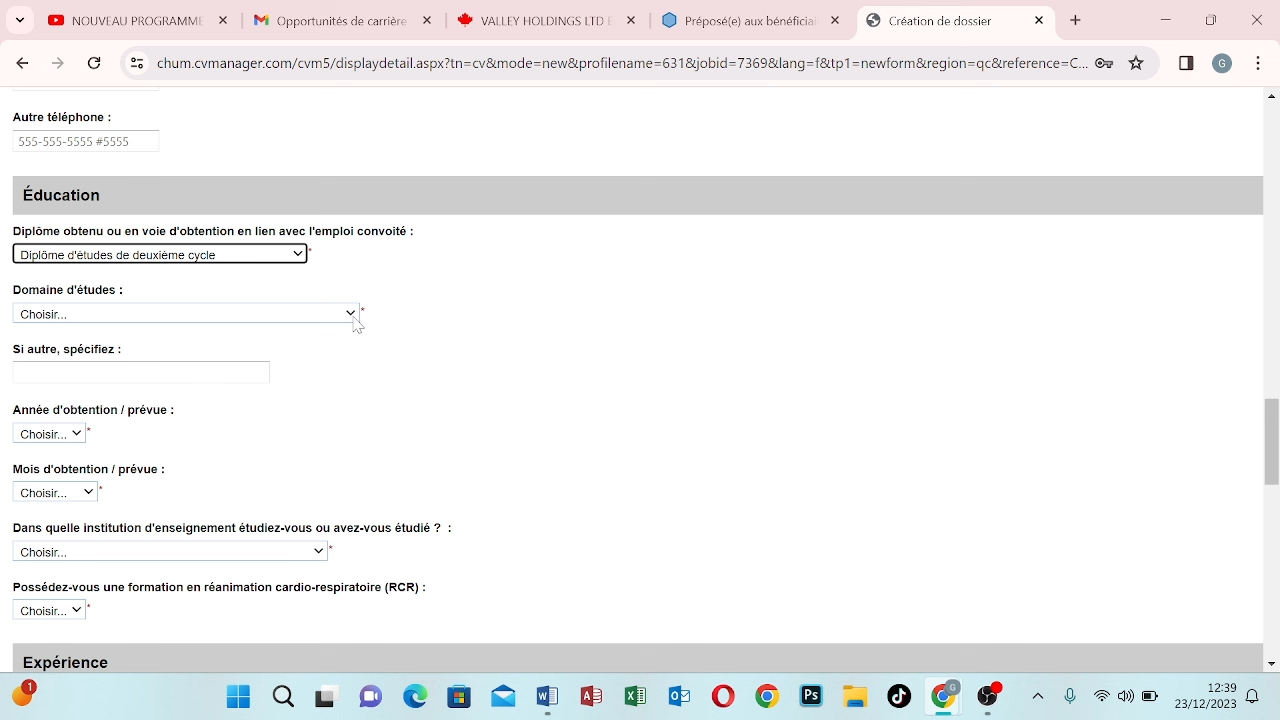 NOUVEAU PROGRAMME
Opportunités de carrière
VALLEY HOLDINGS LTD
Préposé(e) aux bénéficiai
Création de dossier
chum.cvmanager.com/cvm5/displaydetail.aspx?tn=cv&mode=new&profilename=631&jobid=7369&lang=f&tp1=newform&region=qc&reference=C...
G
Autre téléphone :
555-555-5555 #5555
Éducation
Diplôme obtenu ou en voie d'obtention en lien avec l'emploi convoité :
Diplôme d'études de deuxième cycle *
Domaine d'études :
Choisir... *
Si autre, spécifiez :
Année d'obtention / prévue :
Choisir... *
Mois d'obtention / prévue :
Choisir... *
Dans quelle institution d'enseignement étudiez-vous ou avez-vous étudié ? :
Choisir... *
Possédez-vous une formation en réanimation cardio-respiratoire (RCR) :
Choisir... *
Expérience
1
Ps
G
12:39
23/12/2023